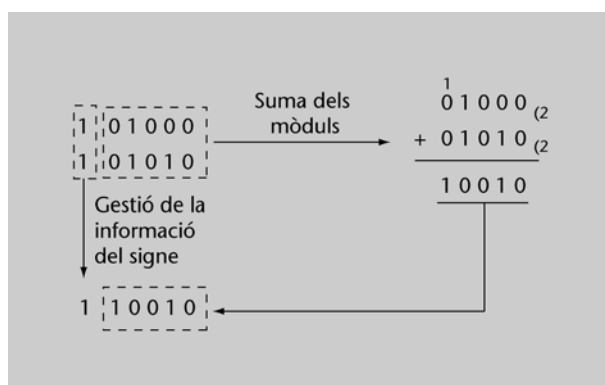 1 01000
1 01010
Gestió de la
informació
del signe
1 10010
Suma dels
mòduls
1
01000(2
+ 01010(2
10010